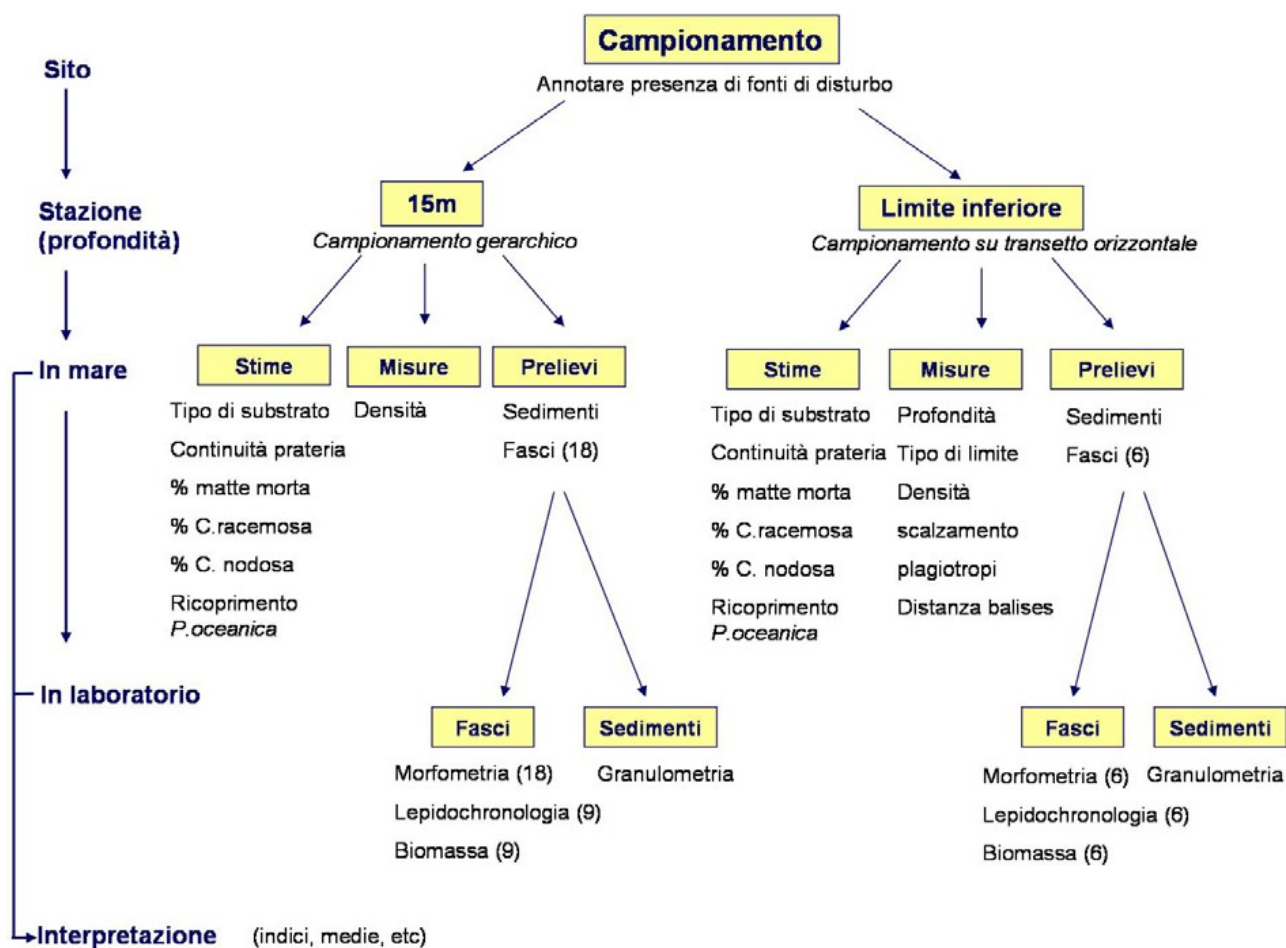 Campionamento
Sito
Annotare presenza di fonti di disturbo
Stazione
(profondità)
15m
Campionamento gerarchico
Limite inferiore
Campionamento su transetto orizzontale
In mare
Stime
Tipo di substrato
Continuità prateria
% matte morta
% C.racemosa
% C. nodosa
Ricoprimento
P.oceanica
Misure
Densità
Prelievi
Sedimenti
Fasci (18)
Stime
Tipo di substrato
Continuità prateria
% matte morta
% C.racemosa
% C. nodosa
Ricoprimento
P.oceanica
Misure
Profondità
Tipo di limite
Densità
scalzamento
plagiotropi
Distanza balises
Prelievi
Sedimenti
Fasci (6)
In laboratorio
Fasci
Morfometria (18)
Lepidochronologia (9)
Biomassa (9)
Sedimenti
Granulometria
Fasci
Morfometria (6)
Lepidochronologia (6)
Biomassa (6)
Sedimenti
Granulometria
Interpretazione (indici, medie, etc)